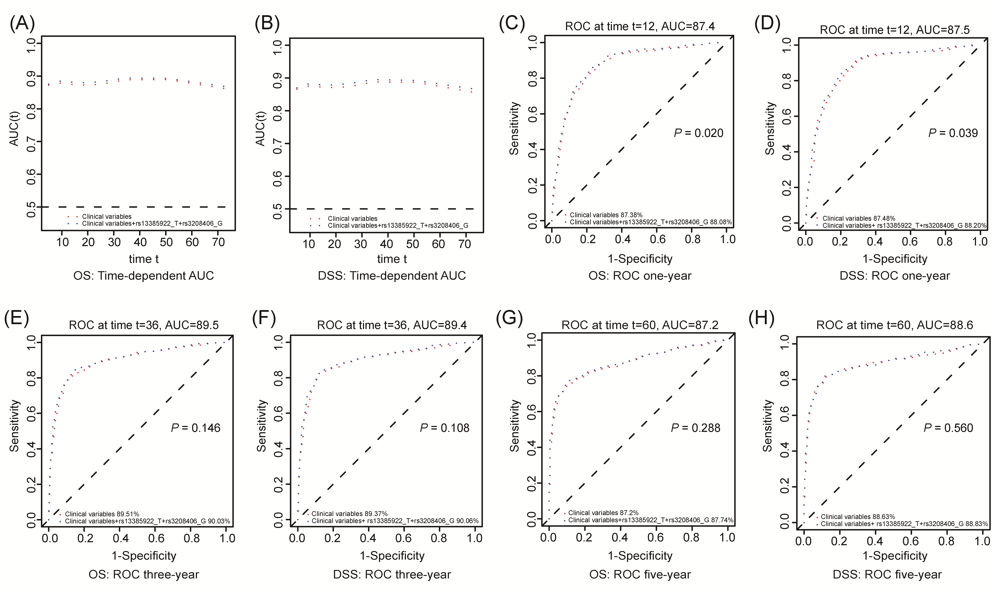 (A)
1.0
0.9
0.8
0.7
0.6
0.5
AUC(t)
Clinical variables
Clinical variables+rs13385922_T+rs3208406_G
10 20 30 40 50 60 70
time t
OS: Time-dependent AUC
(B)
1.0
0.9
0.8
0.7
0.6
0.5
AUC(t)
Clinical variables
Clinical variables+rs13385922_T+rs3208406_G
10 20 30 40 50 60 70
time t
DSS: Time-dependent AUC
(C)
ROC at time t=12, AUC=87.4
1.0
0.8
0.6
0.4
0.2
0.0
Sensitivity
P = 0.020
Clinical variables 87.38%
Clinical variables+rs13385922_T+rs3208406_G 88.08%
0.0 0.2 0.4 0.6 0.8 1.0
1-Specificity
OS: ROC one-year
(D)
ROC at time t=12, AUC=87.5
1.0
0.8
0.6
0.4
0.2
0.0
Sensitivity
P = 0.039
Clinical variables 87.48%
Clinical variables+ rs13385922_T+rs3208406_G 88.20%
0.0 0.2 0.4 0.6 0.8 1.0
1-Specificity
DSS: ROC one-year
(E)
ROC at time t=36, AUC=89.5
1.0
0.8
0.6
0.4
0.2
0.0
Sensitivity
P = 0.146
Clinical variables 89.51%
Clinical variables+rs13385922_T+rs3208406_G 90.03%
0.0 0.2 0.4 0.6 0.8 1.0
1-Specificity
OS: ROC three-year
(F)
ROC at time t=36, AUC=89.4
1.0
0.8
0.6
0.4
0.2
0.0
Sensitivity
P = 0.108
Clinical variables 89.37%
Clinical variables+ rs13385922_T+rs3208406_G 90.06%
0.0 0.2 0.4 0.6 0.8 1.0
1-Specificity
DSS: ROC three-year
(G)
ROC at time t=60, AUC=87.2
1.0
0.8
0.6
0.4
0.2
0.0
Sensitivity
P = 0.288
Clinical variables 87.2%
Clinical variables+rs13385922_T+rs3208406_G 87.74%
0.0 0.2 0.4 0.6 0.8 1.0
1-Specificity
OS: ROC five-year
(H)
ROC at time t=60, AUC=88.6
1.0
0.8
0.6
0.4
0.2
0.0
Sensitivity
P = 0.560
Clinical variables 88.63%
Clinical variables+ rs13385922_T+rs3208406_G 88.83%
0.0 0.2 0.4 0.6 0.8 1.0
1-Specificity
DSS: ROC five-year